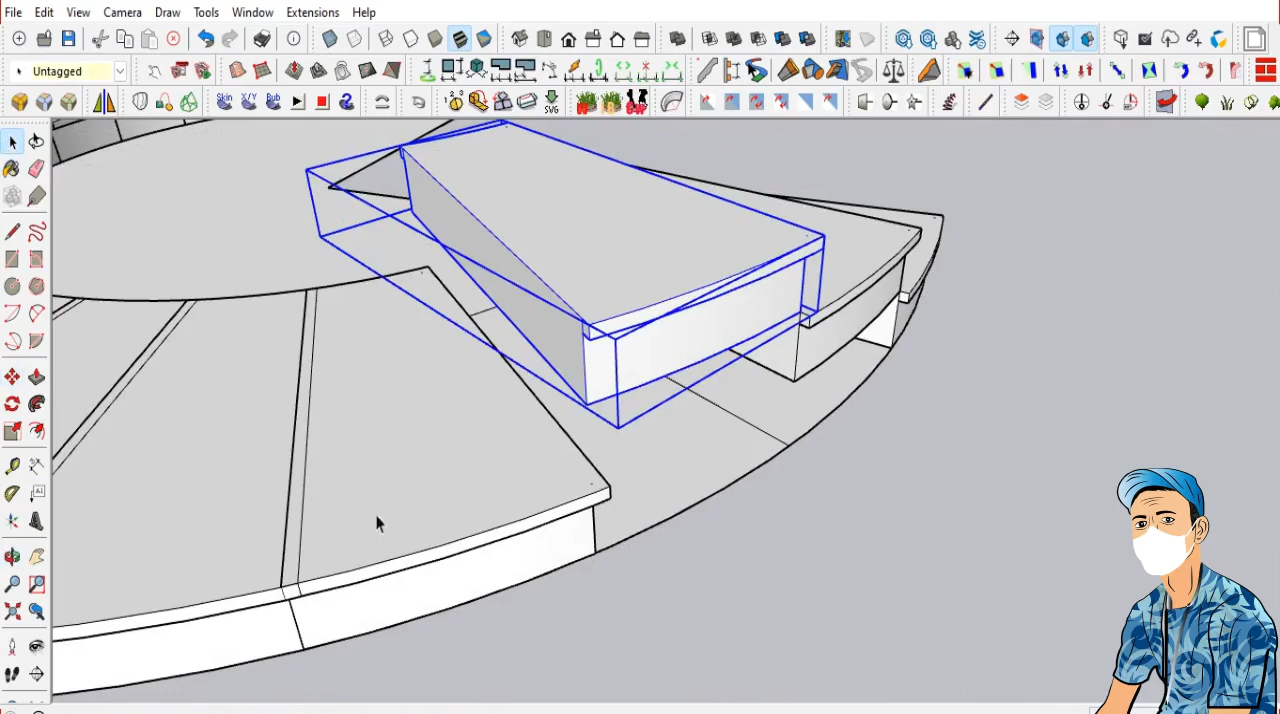 File Edit View Camera Draw Tools Window Extensions Help
Untagged
Skin X/Y Bub
SVG